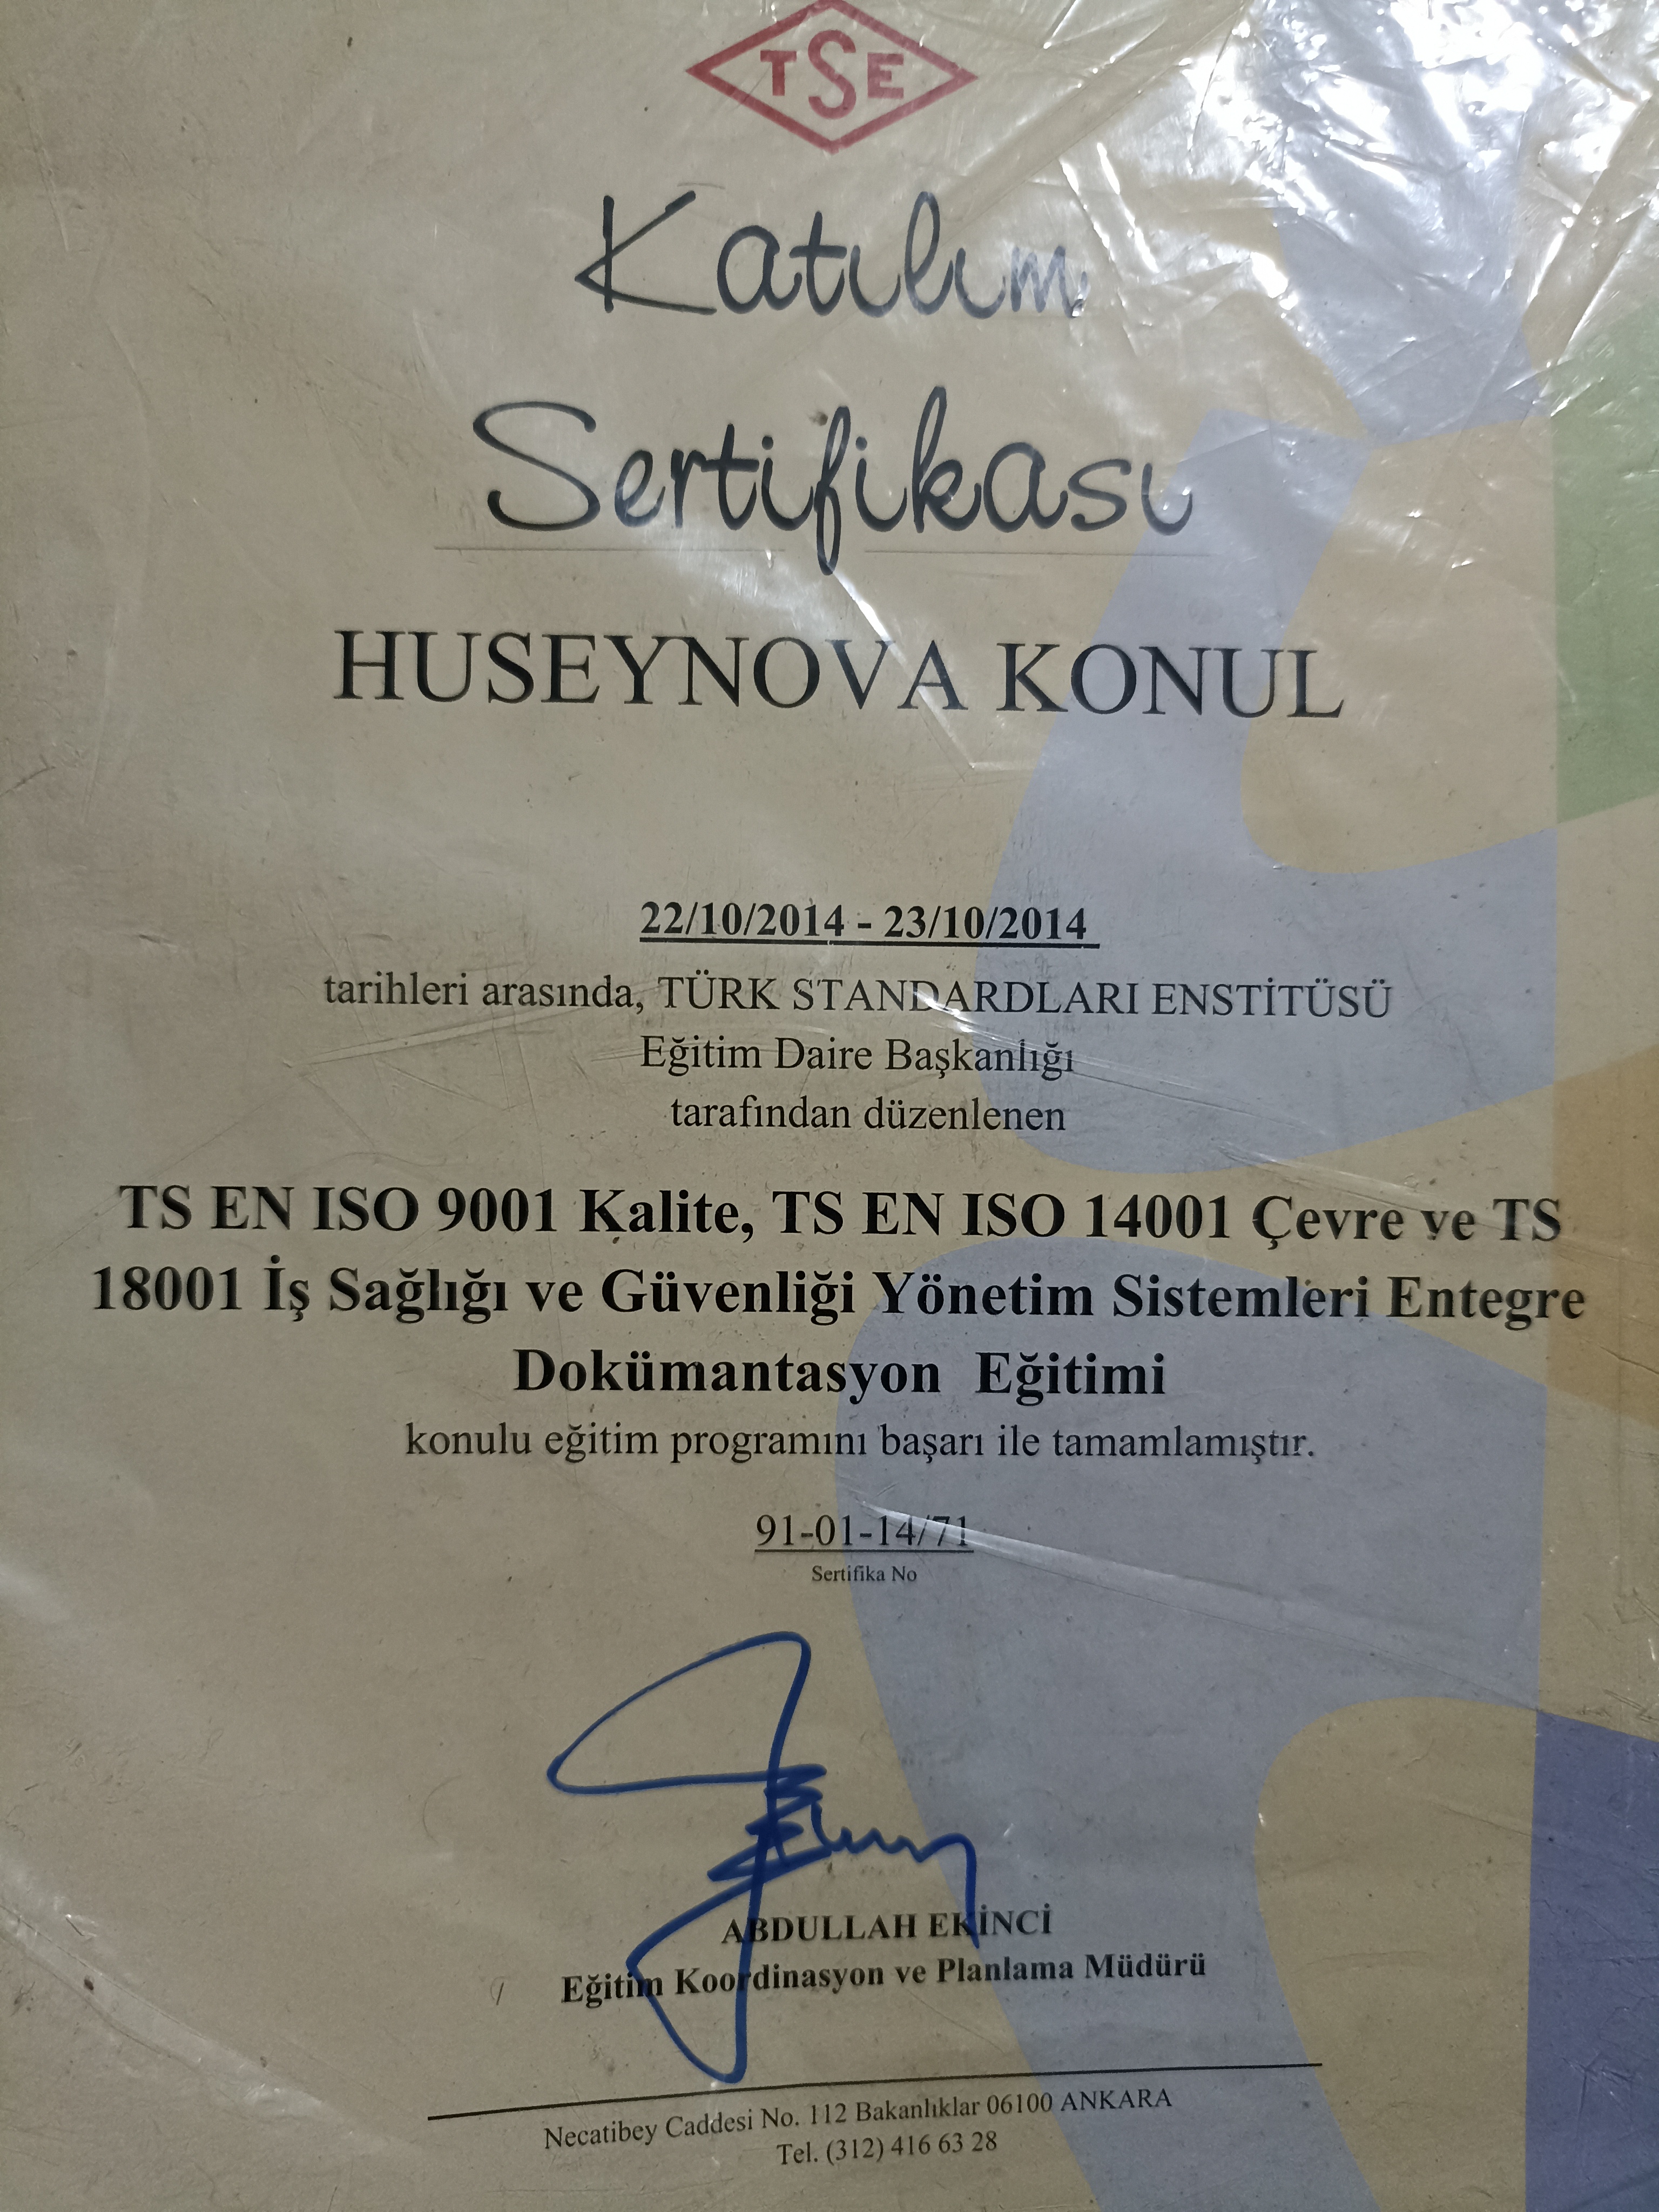 TSE
Katılım
Sertifikası
HUSEYNOVA KONUL
22/10/2014 - 23/10/2014
tarihleri arasında, TÜRK STANDARDLARI ENSTİTÜSÜ
Eğitim Daire Başkanlığı
tarafından düzenlenen
TS EN ISO 9001 Kalite, TS EN ISO 14001 Çevre ve TS
18001 İş Sağlığı ve Güvenliği Yönetim Sistemleri Entegre
Dokümantasyon Eğitimi
konulu eğitim programını başarı ile tamamlamıştır.
91-01-14/71
Sertifika No
ABDULLAH EKİNCİ
Eğitim Koordinasyon ve Planlama Müdürü
Necatibey Caddesi No. 112 Bakanlıklar 06100 ANKARA
Tel. (312) 416 63 28